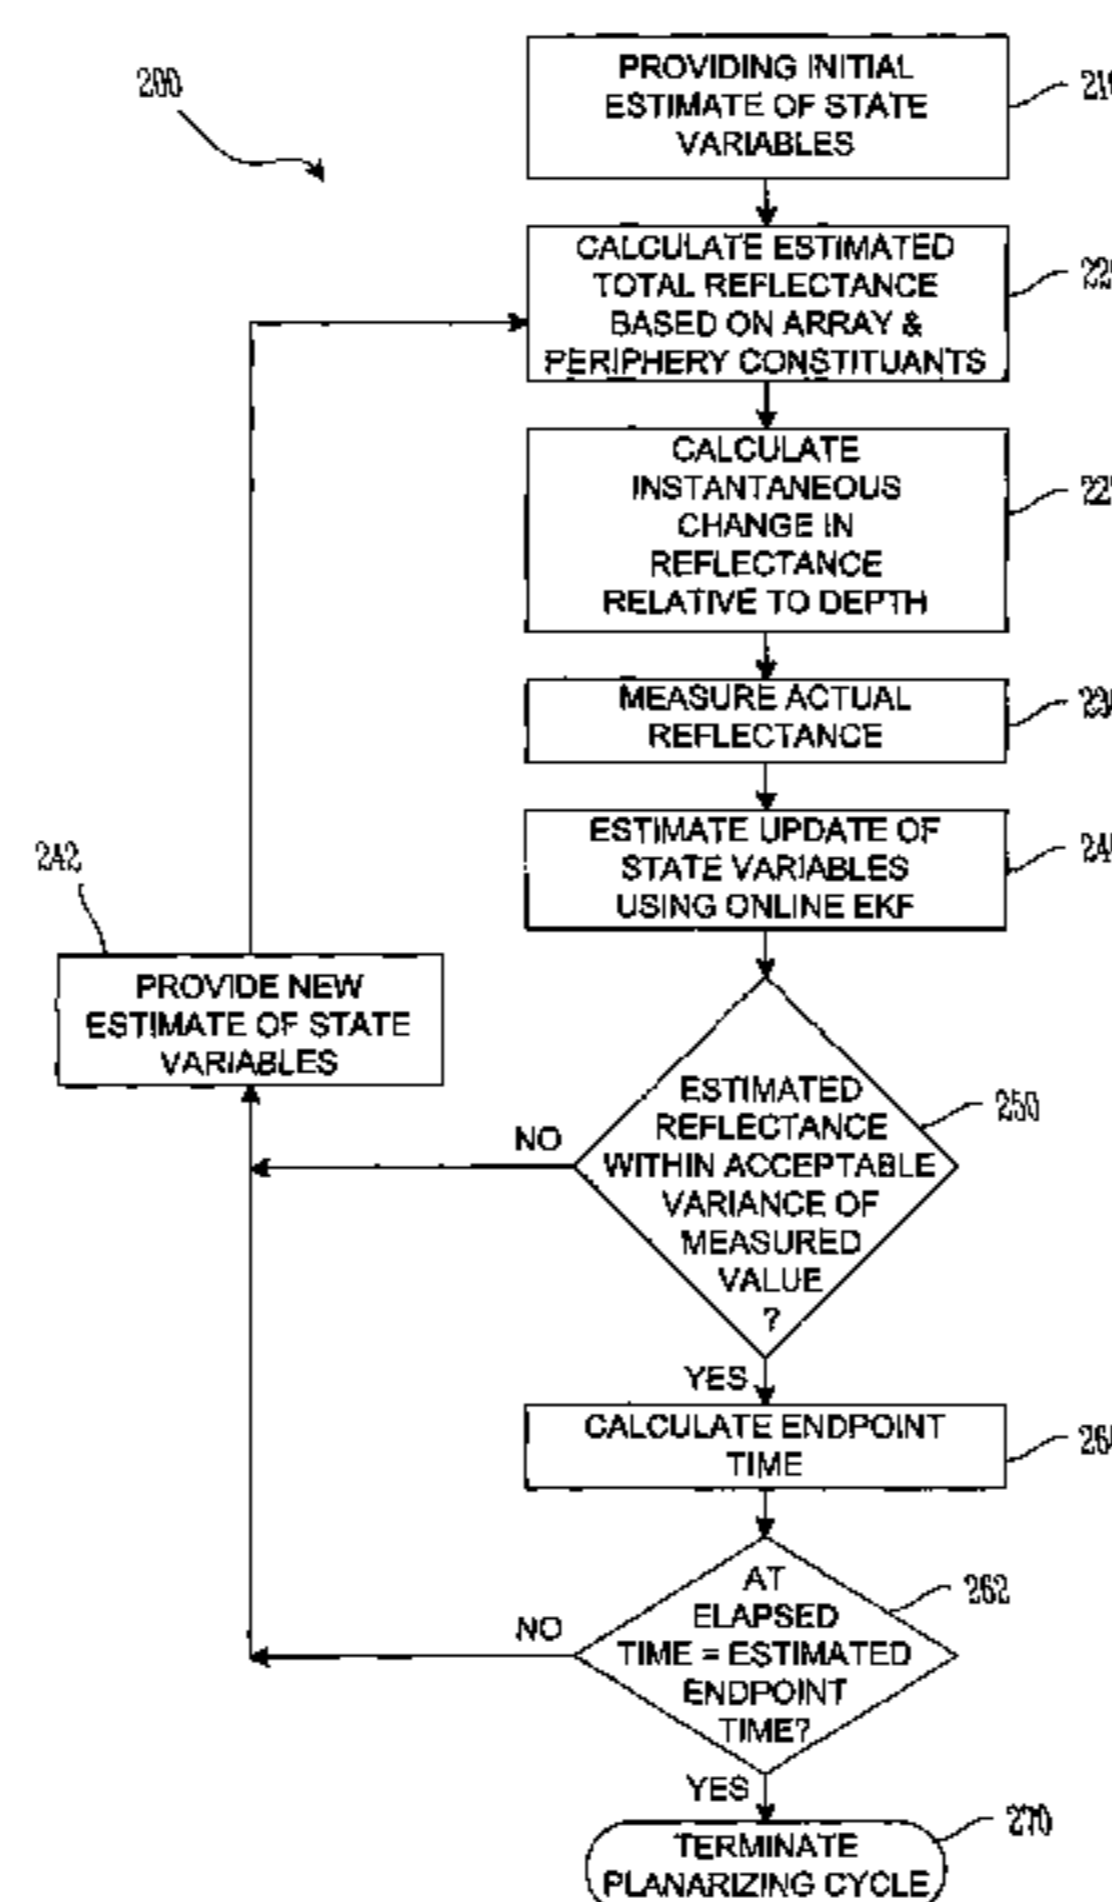 200
PROVIDING INITIAL
ESTIMATE OF STATE
VARIABLES
CALCULATE ESTIMATED
TOTAL REFLECTANCE
BASED ON ARRAY &
PERIPHERY CONSTITUANTS
CALCULATE
INSTANTANEOUS
CHANGE IN
REFLECTANCE
RELATIVE TO DEPTH
MEASURE ACTUAL
REFLECTANCE
ESTIMATE UPDATE OF
STATE VARIABLES
USING ONLINE EKF
242
PROVIDE NEW
ESTIMATE OF STATE
VARIABLES
ESTIMATED
REFLECTANCE
WITHIN ACCEPTABLE
VARIANCE OF
MEASURED
VALUE
?
250
NO
YES
CALCULATE ENDPOINT
TIME
AT
ELAPSED
TIME = ESTIMATED
ENDPOINT
TIME?
262
NO
YES
TERMINATE
PLANARIZING CYCLE
270